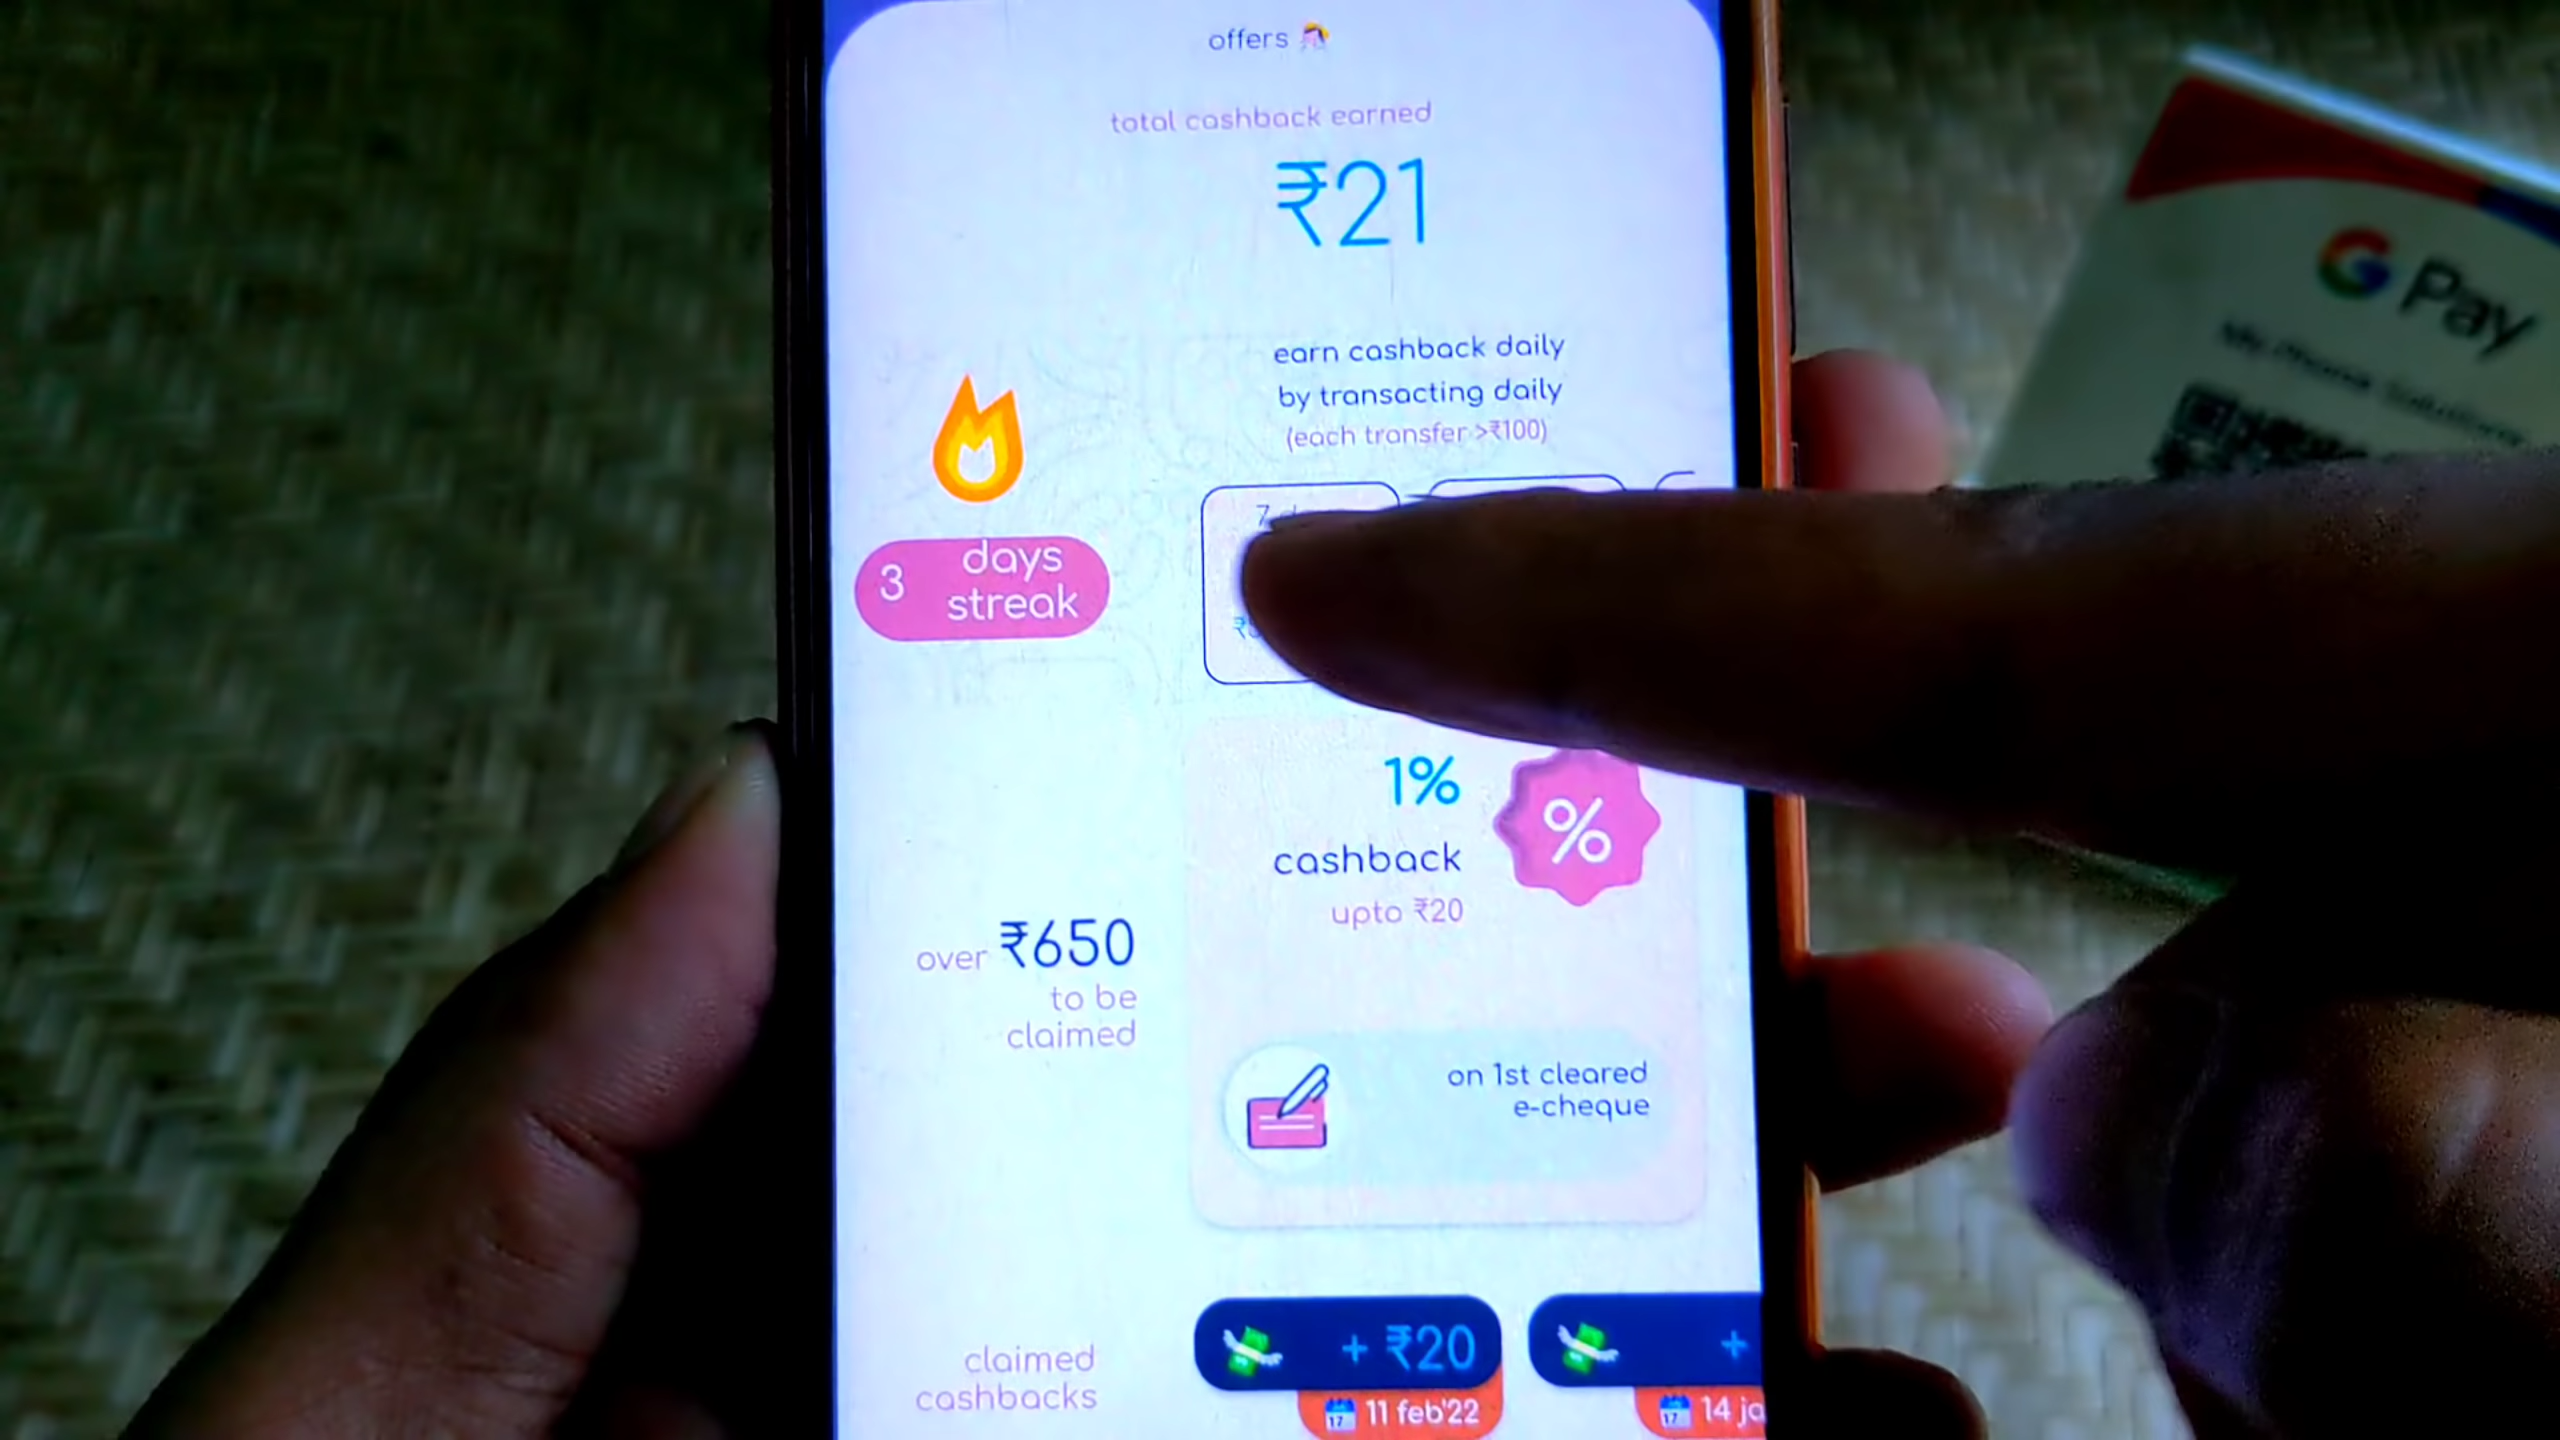 offers
total cashback earned
₹21
earn cashback daily
by transacting daily
(each transfer >₹100)
7
3 days
streak
1%
cashback
upto ₹20
over ₹650
to be
claimed
on 1st cleared
e-cheque
claimed
cashbacks
+ ₹20
11 feb'22
+
14
G Pay